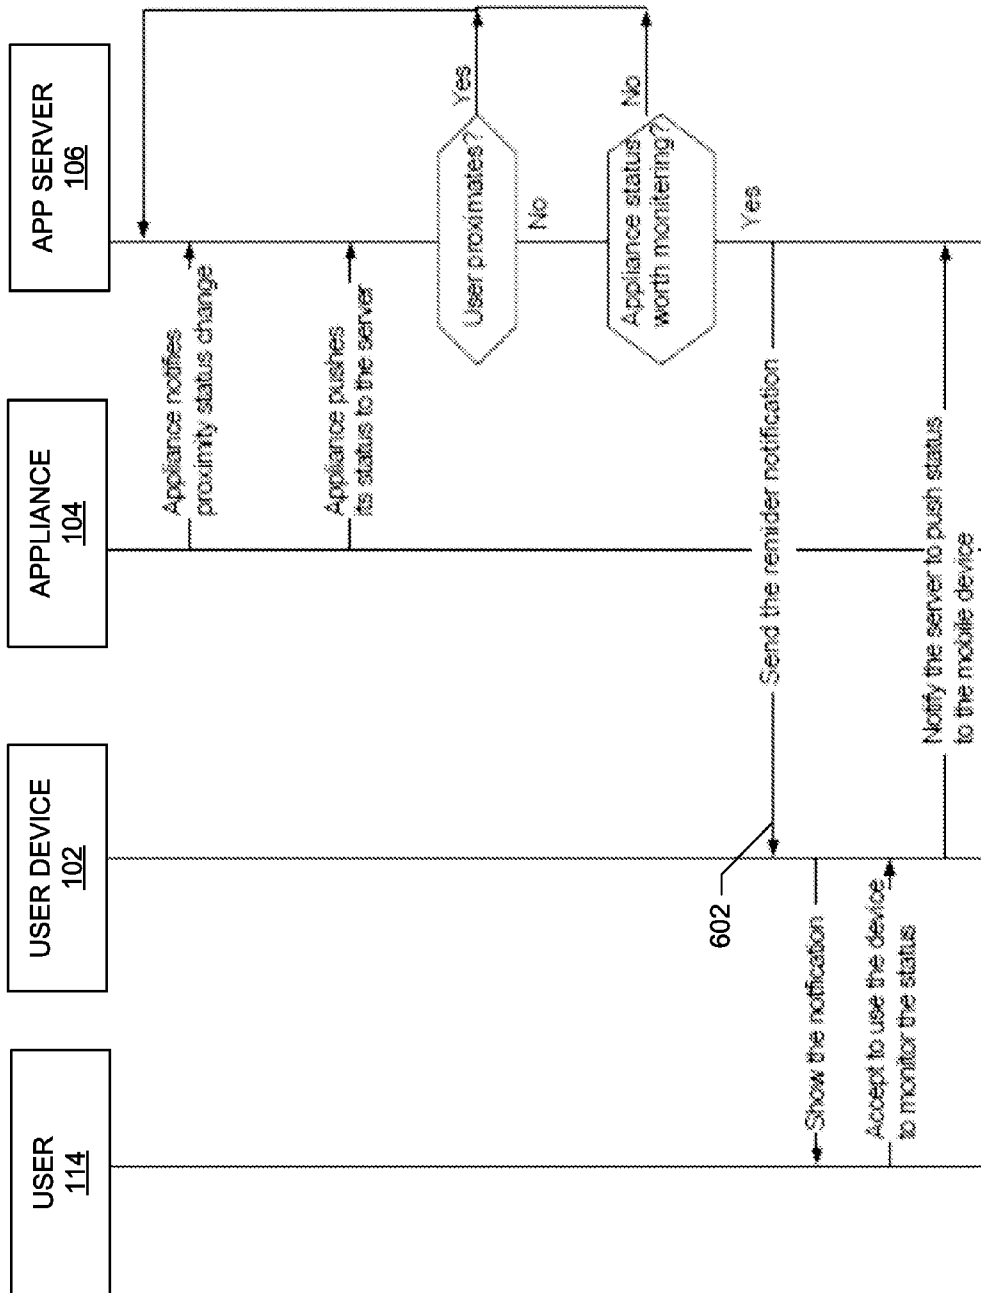 USER
114
USER DEVICE
102
APPLIANCE
104
APP SERVER
106
Appliance notifies
proximity status change
Appliance pushes
its status to the server
User proximates?
Yes
No
Appliance status
worth monitering?
No
Yes
Send the remider notification
602
Show the notification
Accept to use the device
to monitor the status
Notify the server to push status
to the mobile device